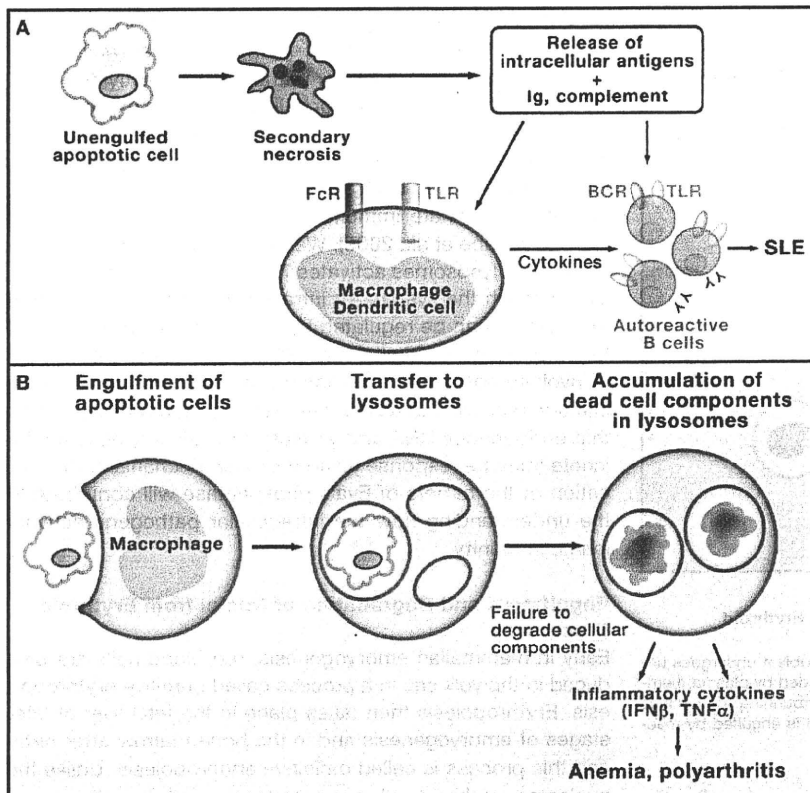 A
Release of
intracellular antigens
+
Ig, complement
Unengulfed
apoptotic cell
Secondary
necrosis
FcR
TLR
BCR
TLR
Macrophage
Dendritic cell
Cytokines
SLE
Autoreactive
B cells
B
Engulfment of
apoptotic cells
Transfer to
lysosomes
Accumulation of
dead cell components
in lysosomes
Macrophage
Failure to
degrade cellular
components
Inflammatory cytokines
(IFNβ, TNFα)
Anemia, polyarthritis